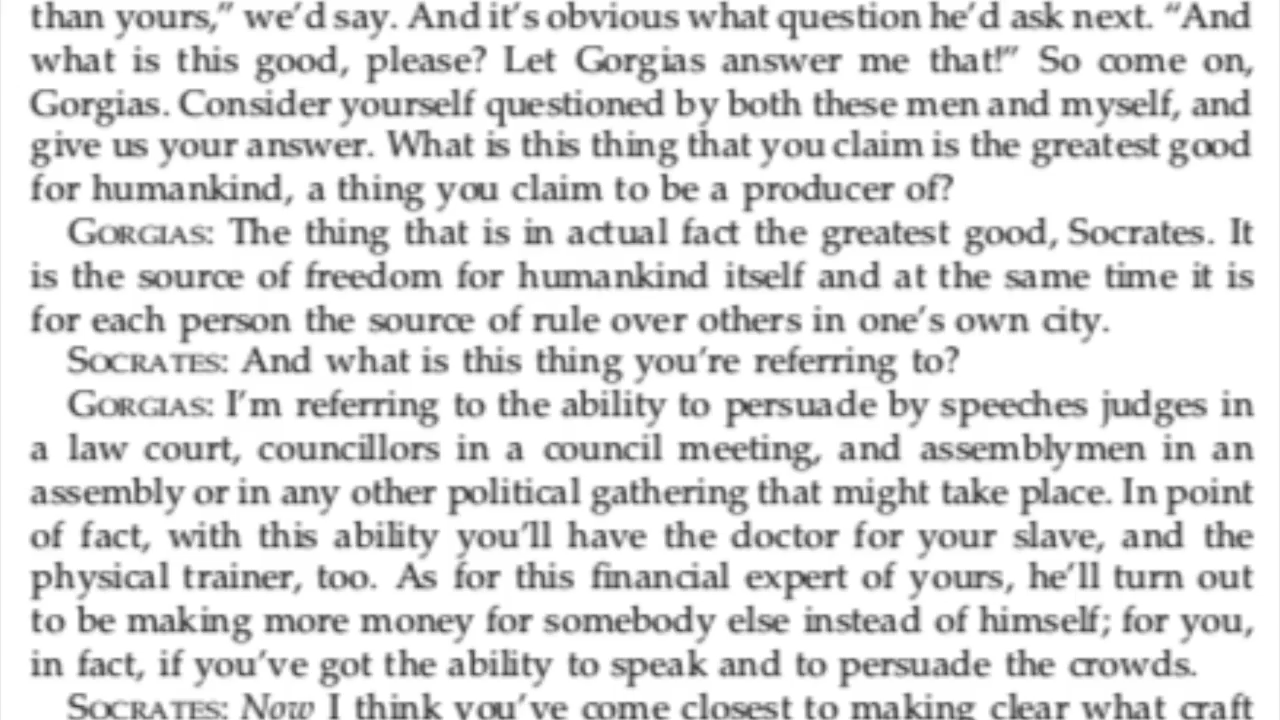 than yours,” we’d say. And it’s obvious what question he’d ask next. “And
what is this good, please? Let Gorgias answer me that!” So come on,
Gorgias. Consider yourself questioned by both these men and myself, and
give us your answer. What is this thing that you claim is the greatest good
for humankind, a thing you claim to be a producer of?
GORGIAS: The thing that is in actual fact the greatest good, Socrates. It
is the source of freedom for humankind itself and at the same time it is
for each person the source of rule over others in one’s own city.
SOCRATES: And what is this thing you’re referring to?
GORGIAS: I’m referring to the ability to persuade by speeches judges in
a law court, councillors in a council meeting, and assemblymen in an
assembly or in any other political gathering that might take place. In point
of fact, with this ability you’ll have the doctor for your slave, and the
physical trainer, too. As for this financial expert of yours, he’ll turn out
to be making more money for somebody else instead of himself; for you,
in fact, if you’ve got the ability to speak and to persuade the crowds.
SOCRATES: Now I think you’ve come closest to making clear what craft